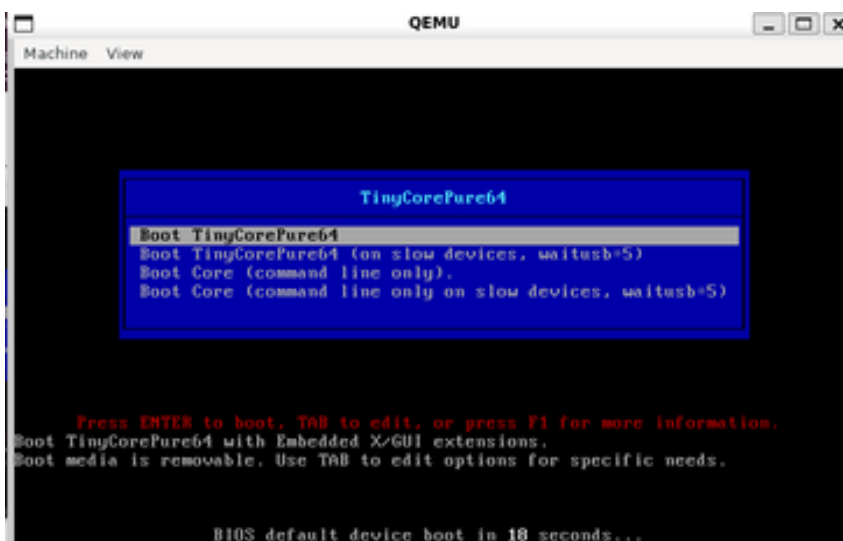 QEMU
Machine View
TinyCorePure64
Boot TinyCorePure64
Boot TinyCorePure64 (on slow devices, waitusb=5)
Boot Core (command line only).
Boot Core (command line only on slow devices, waitusb=5)
Press ENTER to boot, TAB to edit, or press F1 for more information.
Boot TinyCorePure64 with Embedded X/GUI extensions.
Boot media is removable. Use TAB to edit options for specific needs.
BIOS default device boot in 18 seconds...